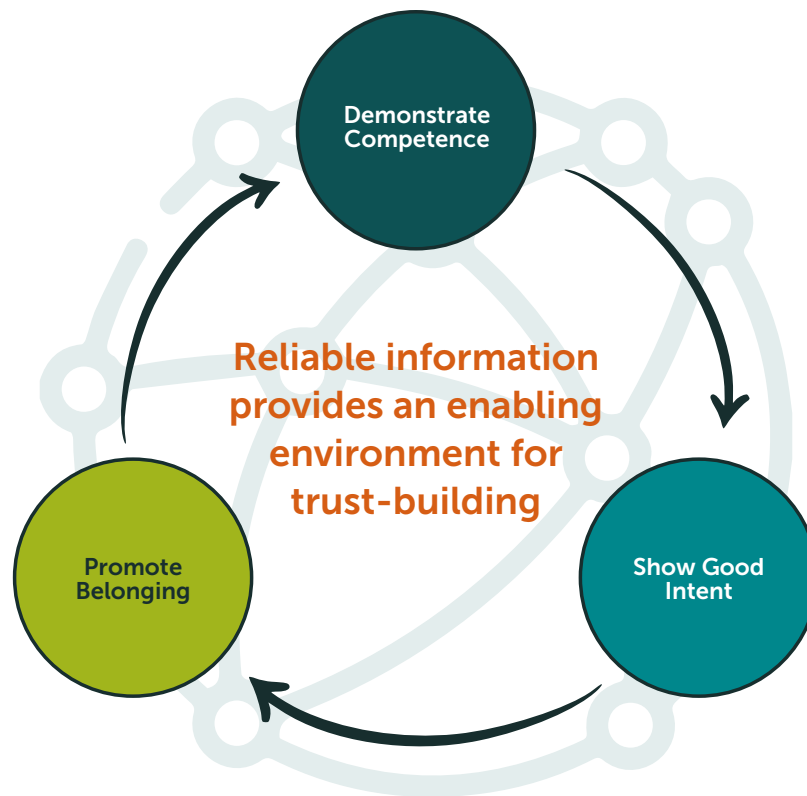 Demonstrate
Competence
Reliable information
provides an enabling
environment for
trust-building
Promote
Belonging
Show Good
Intent